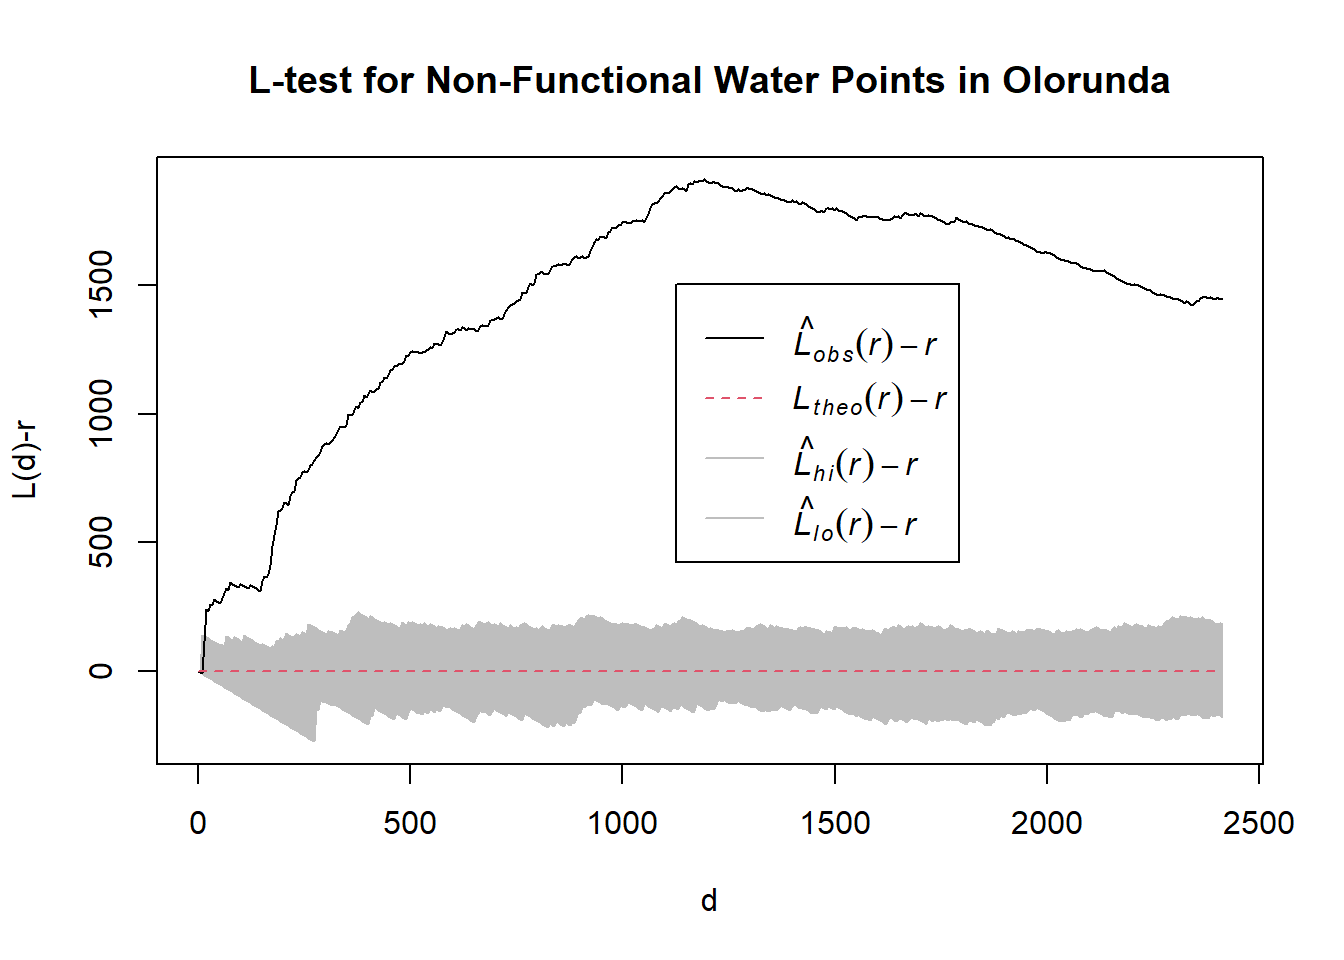 L-test for Non-Functional Water Points in Olorunda
L(d)-r
1500
1000
500
0
L̂obs(r) − r
Ltheo(r) − r
L̂hi(r) − r
L̂lo(r) − r
0 500 1000 1500 2000 2500
d